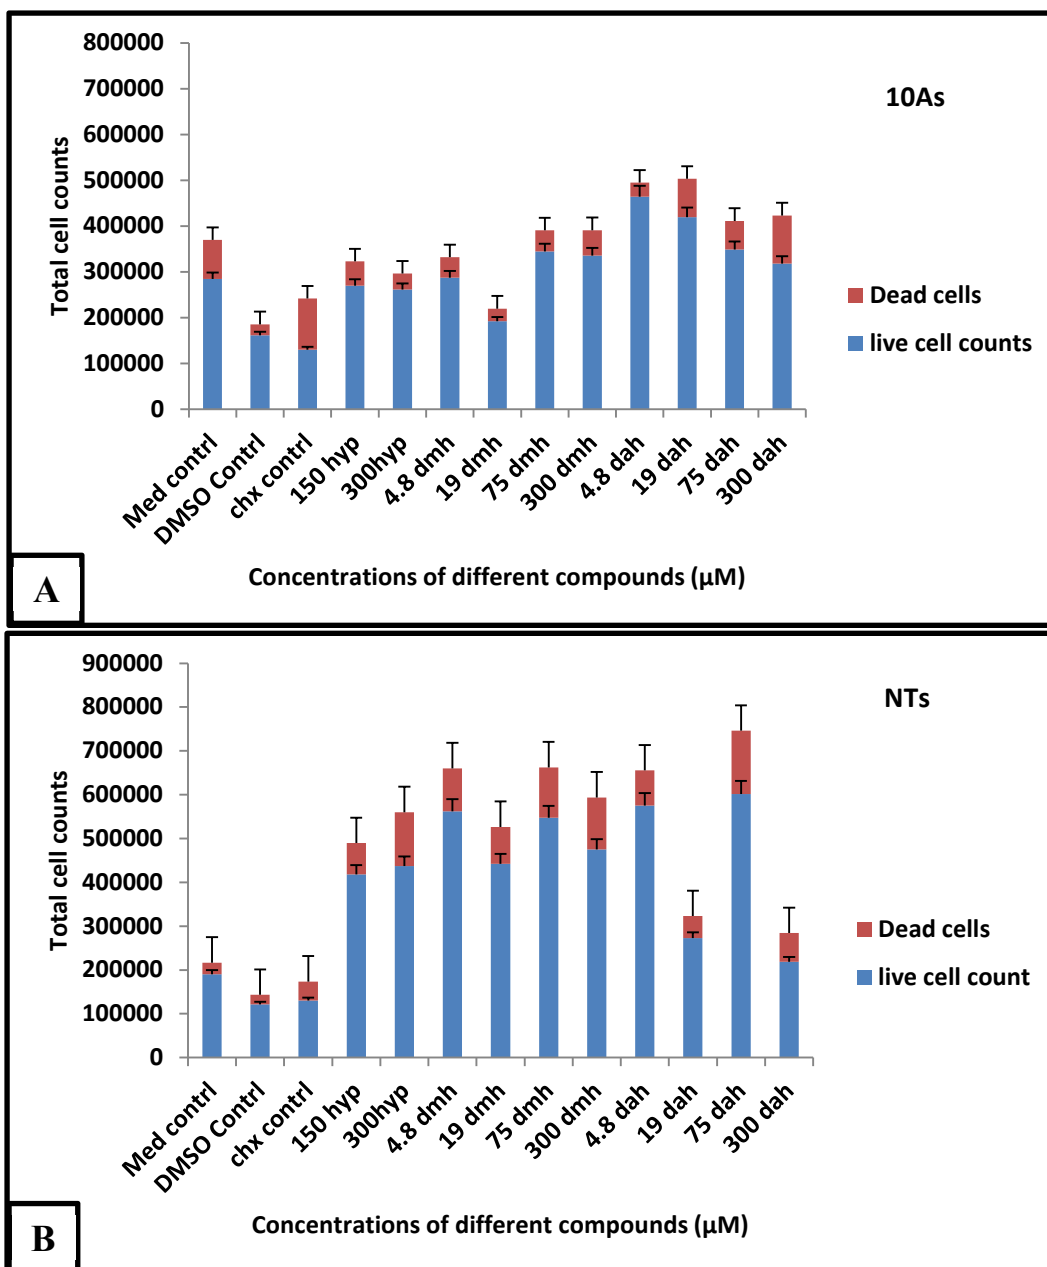 800000
700000
600000
500000
400000
300000
200000
100000
0
Total cell counts
10As
Dead cells
live cell counts
Med contrl
DMSO Contrl
chx contrl
150 hyp
300hyp
4.8 dmh
19 dmh
75 dmh
300 dmh
4.8 dah
19 dah
75 dah
300 dah
Concentrations of different compounds (µM)
A
900000
800000
700000
600000
500000
400000
300000
200000
100000
0
Total cell counts
NTs
Dead cells
live cell count
Med contrl
DMSO Contrl
chx contrl
150 hyp
300hyp
4.8 dmh
19 dmh
75 dmh
300 dmh
4.8 dah
19 dah
75 dah
300 dah
Concentrations of different compounds (µM)
B